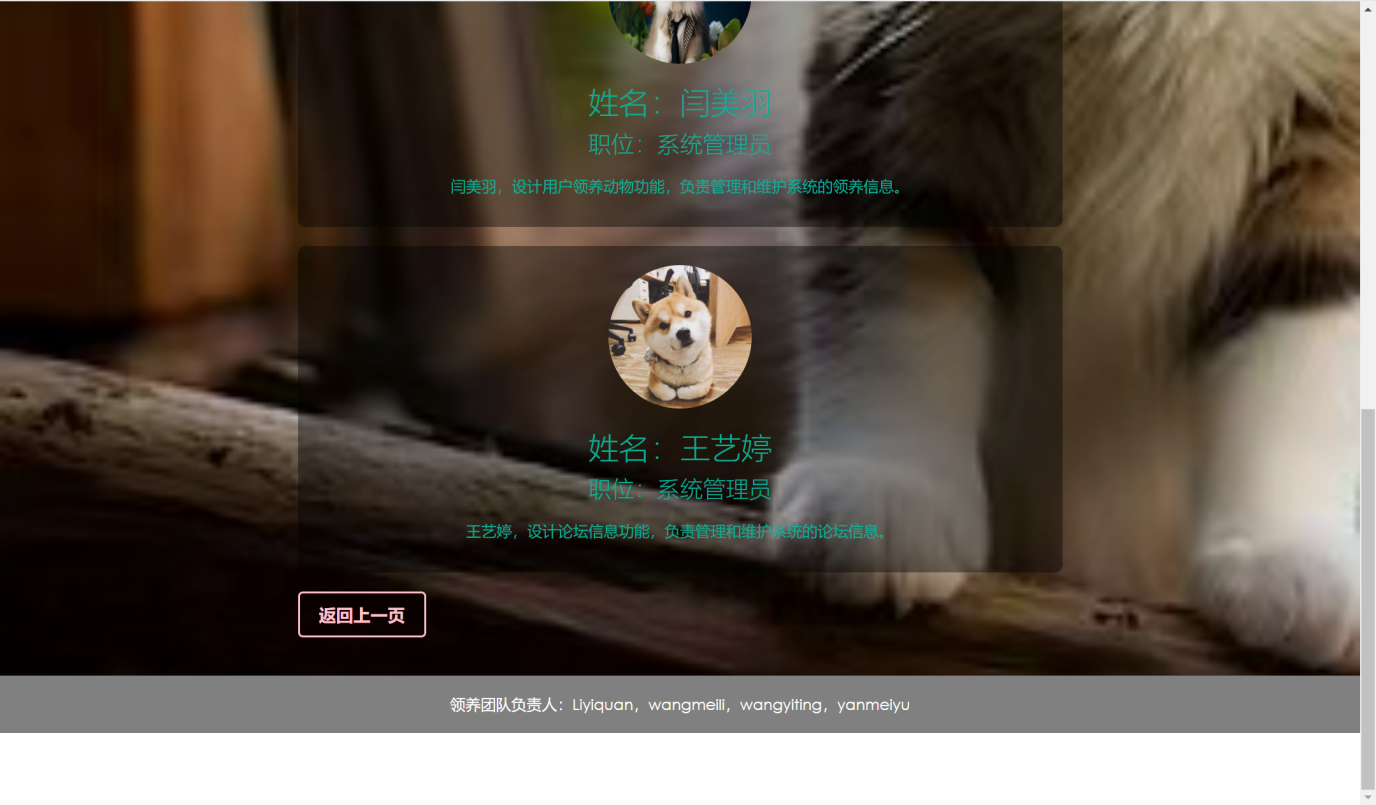 姓名：闫美羽
职位：系统管理员
闫美羽，设计用户领养动物功能，负责管理和维护系统的领养信息。
姓名：王艺婷
职位：系统管理员
王艺婷，设计论坛信息功能，负责管理和维护系统的论坛信息。
返回上一页
领养团队负责人：Liyiquan，wangmeili，wangyiting，yanmeiyu